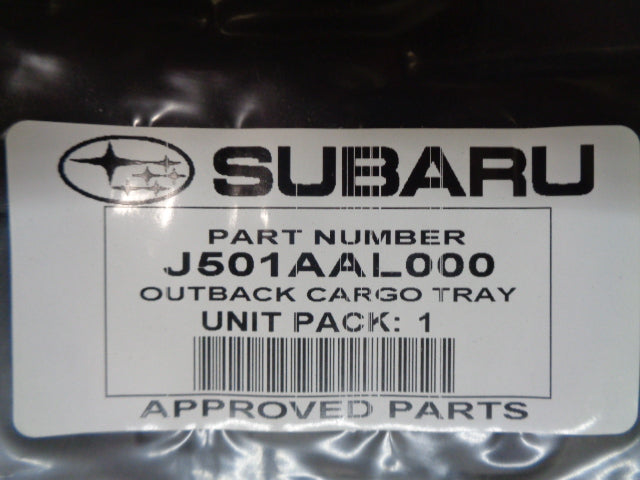 SUBARU
PART NUMBER
J501AAL000
OUTBACK CARGO TRAY
UNIT PACK: 1
APPROVED PARTS